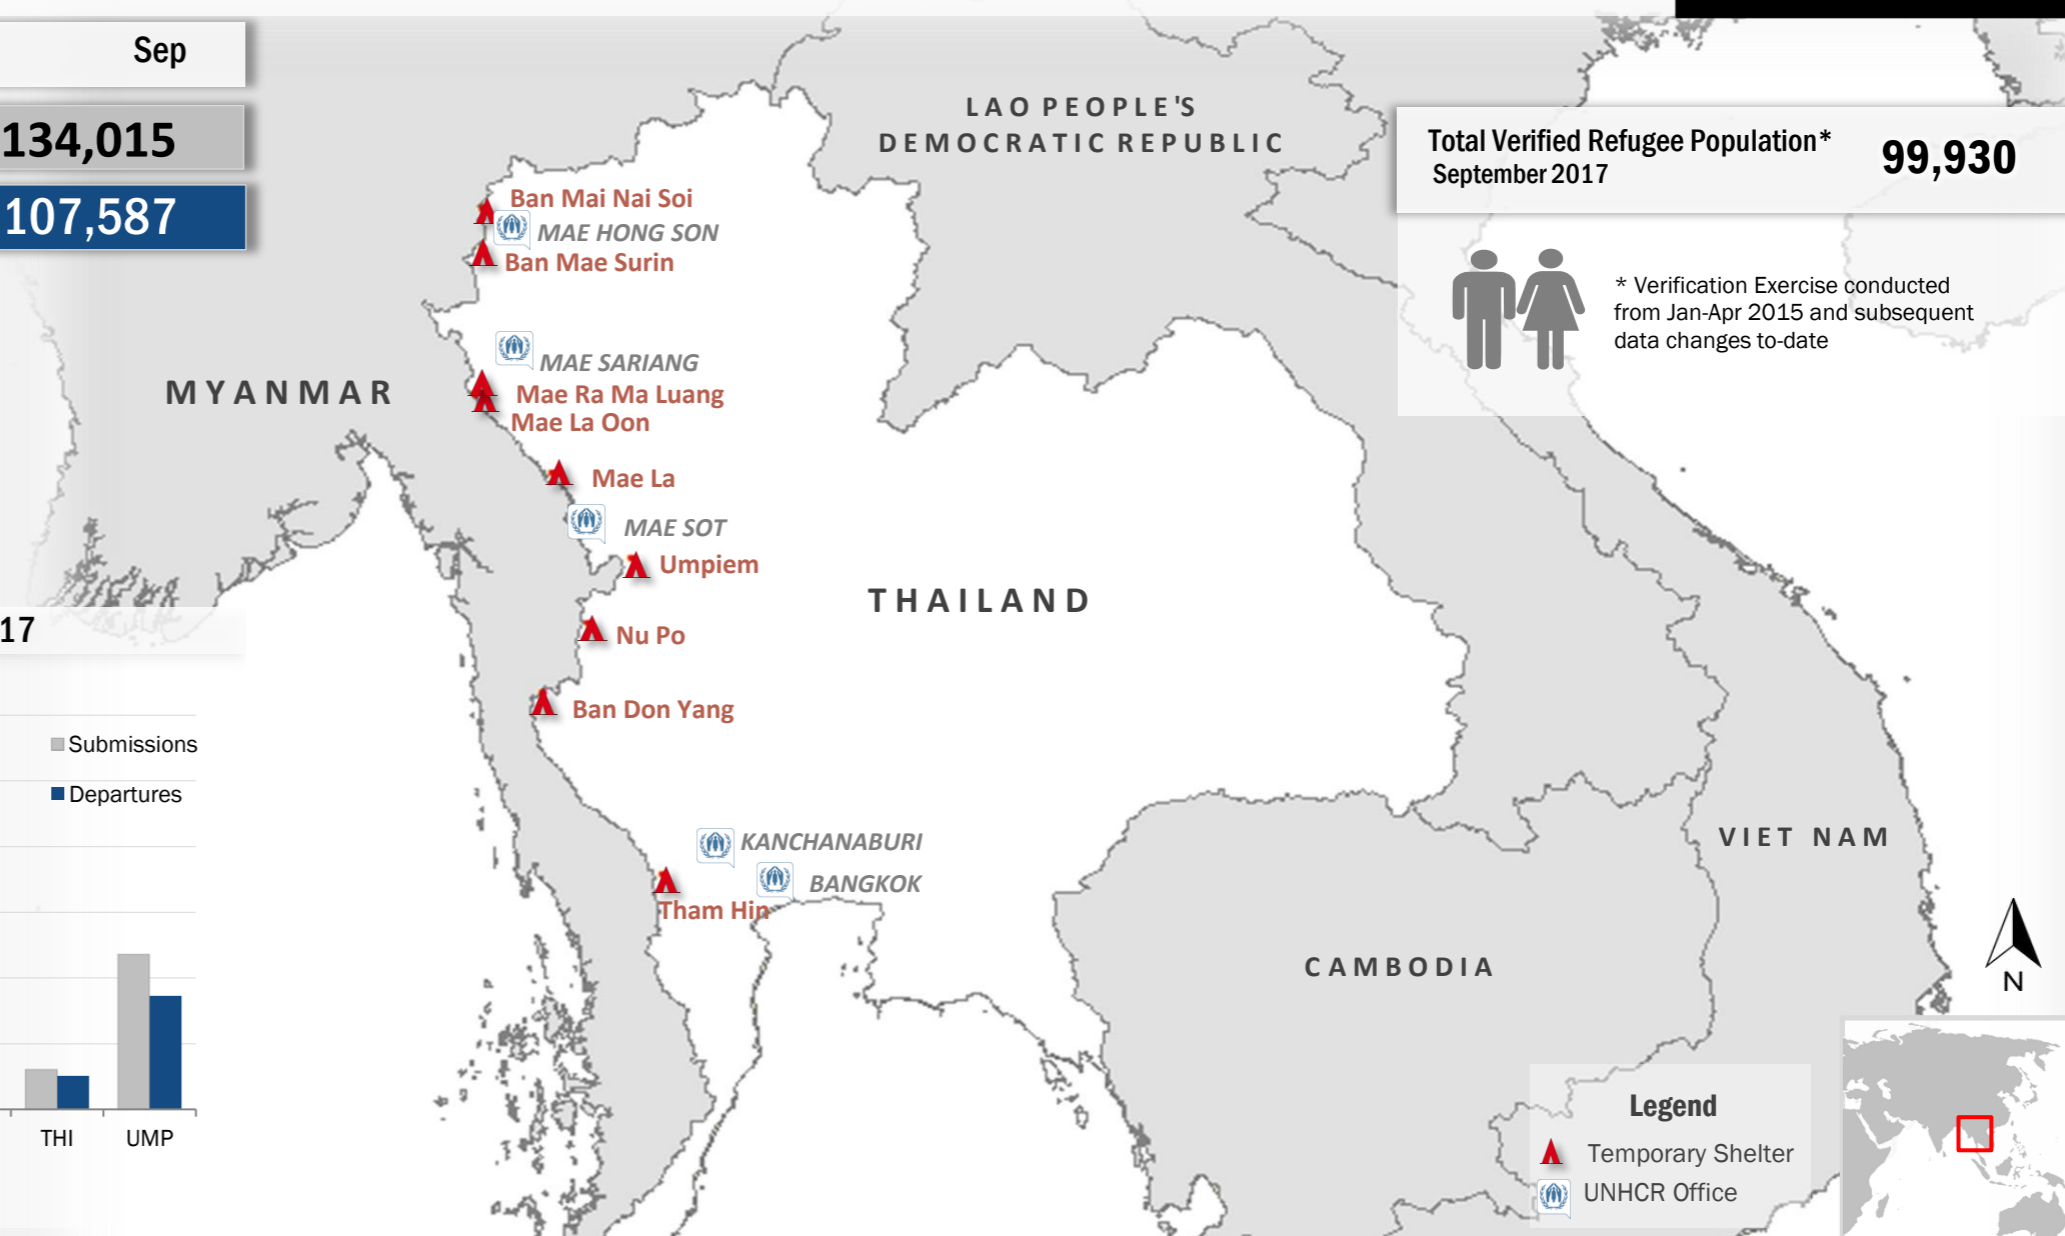 Sep
134,015
107,587
LAO PEOPLE'S
DEMOCRATIC REPUBLIC
Total Verified Refugee Population*
September 2017
99,930
* Verification Exercise conducted
from Jan-Apr 2015 and subsequent
data changes to-date
Ban Mai Nai Soi
MAE HONG SON
Ban Mae Surin
MAE SARIANG
MYANMAR
Mae Ra Ma Luang
Mae La Oon
Mae La
MAE SOT
Umpiem
THAILAND
Nu Po
Ban Don Yang
17
Submissions
Departures
THI
UMP
KANCHANABURI
BANGKOK
Tham Hin
VIET NAM
CAMBODIA
N
Legend
Temporary Shelter
UNHCR Office